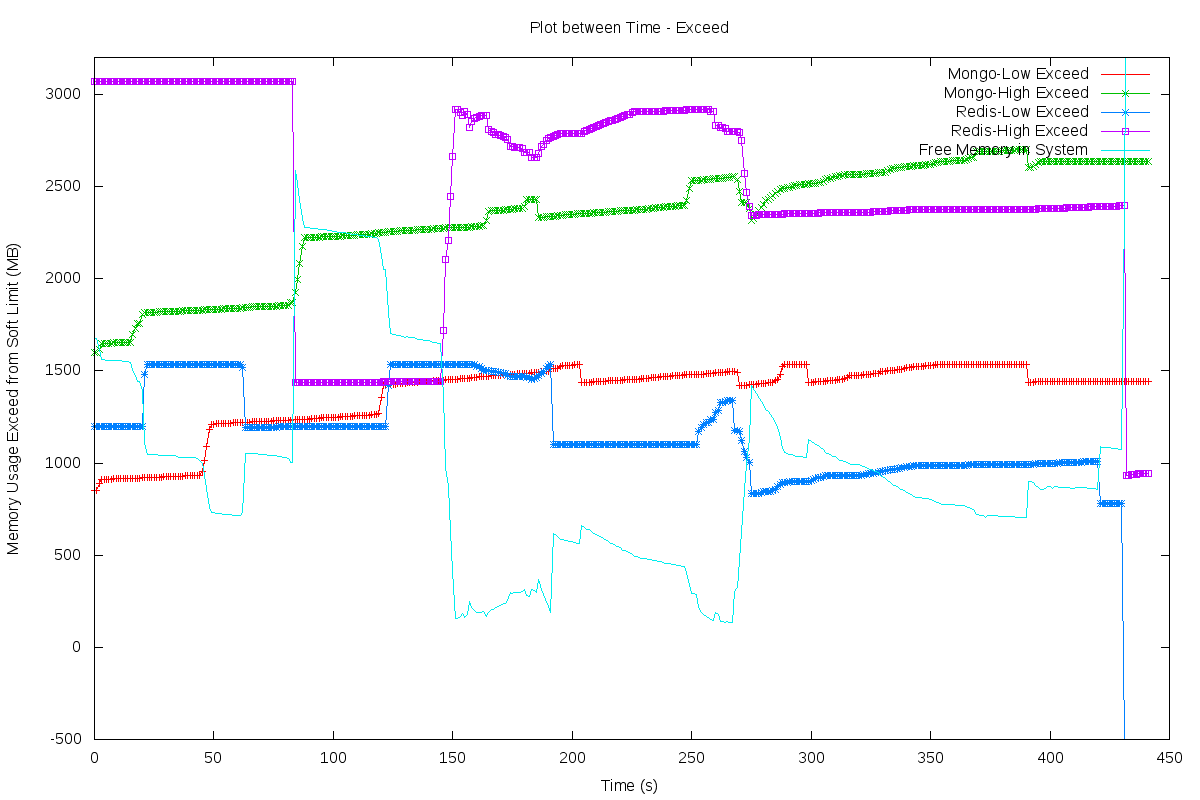 Plot between Time - Exceed
Memory Usage Exceed from Soft Limit (MB)
3000
2500
2000
1500
1000
500
0
-500
0 50 100 150 200 250 300 350 400 450
Time (s)
Mongo-Low Exceed
Mongo-High Exceed
Redis-Low Exceed
Redis-High Exceed
Free Memory in System